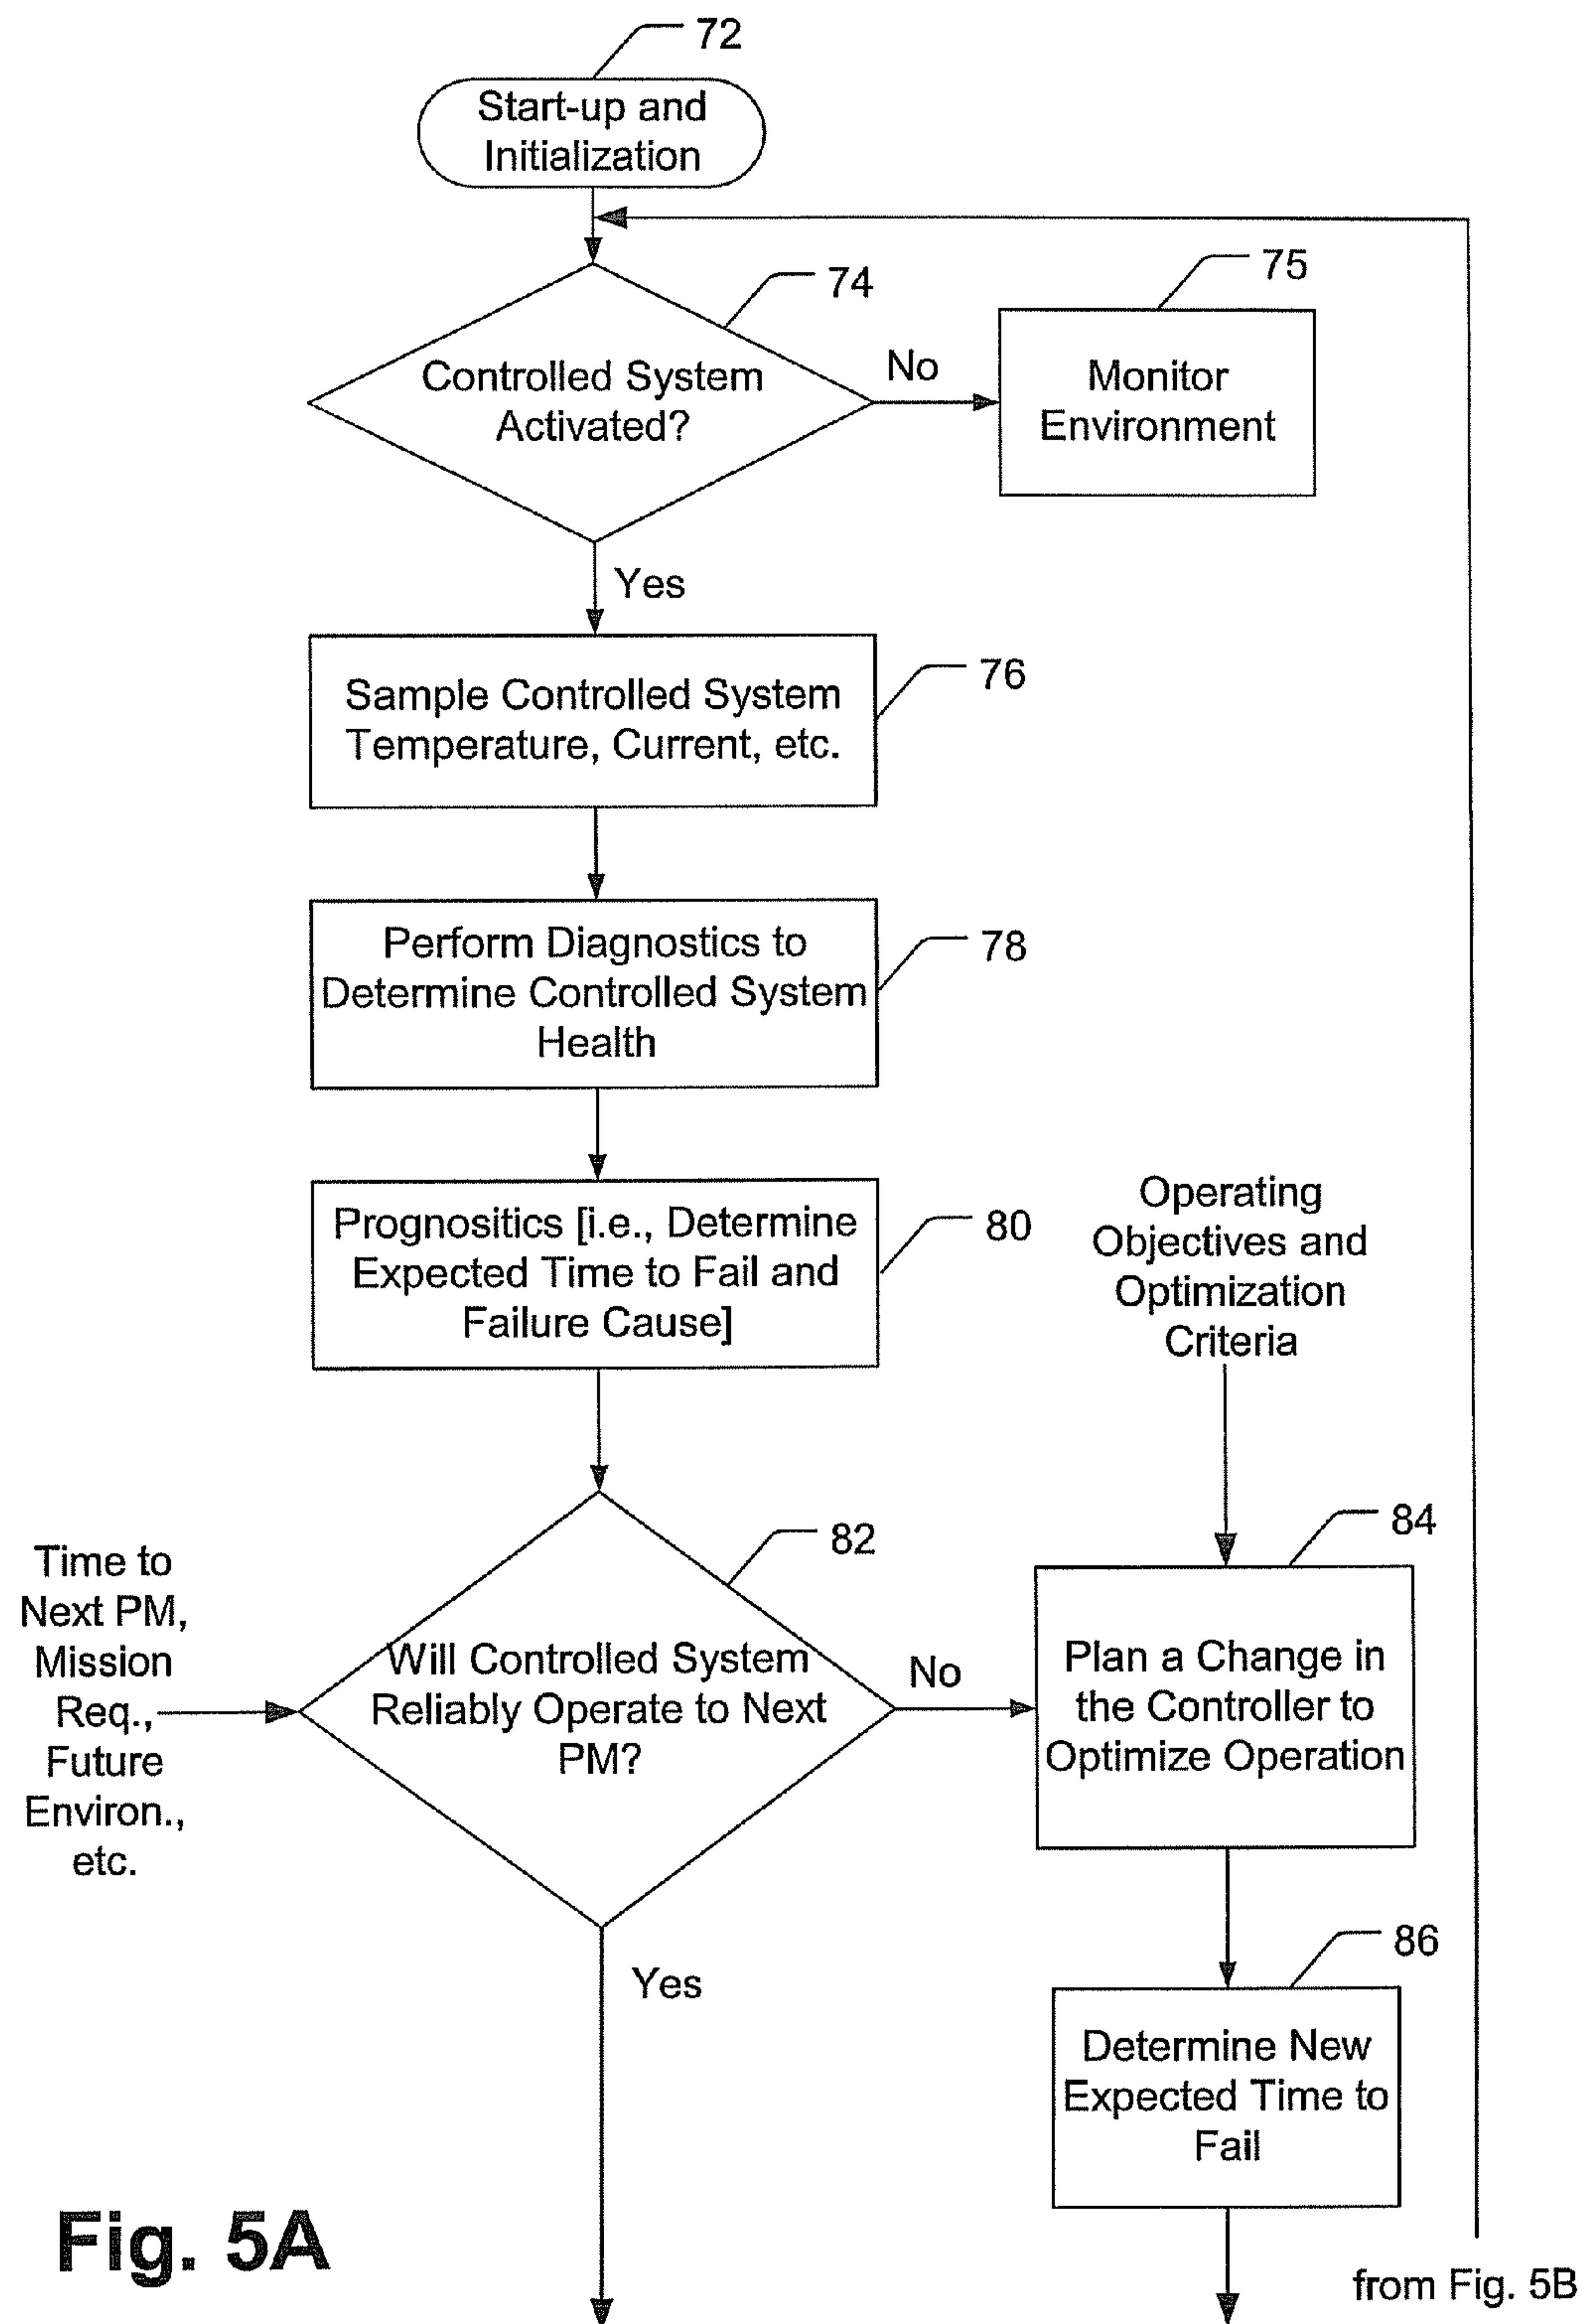 72
Start-up and
Initialization
74
Controlled System
Activated?
No
75
Monitor
Environment
Yes
76
Sample Controlled System
Temperature, Current, etc.
78
Perform Diagnostics to
Determine Controlled System
Health
80
Prognositics [i.e., Determine
Expected Time to Fail and
Failure Cause]
Operating
Objectives and
Optimization
Criteria
Time to
Next PM,
Mission
Req.,
Future
Environ.,
etc.
82
Will Controlled System
Reliably Operate to Next
PM?
No
84
Plan a Change in
the Controller to
Optimize Operation
Yes
86
Determine New
Expected Time to
Fail
Fig. 5A
from Fig. 5B